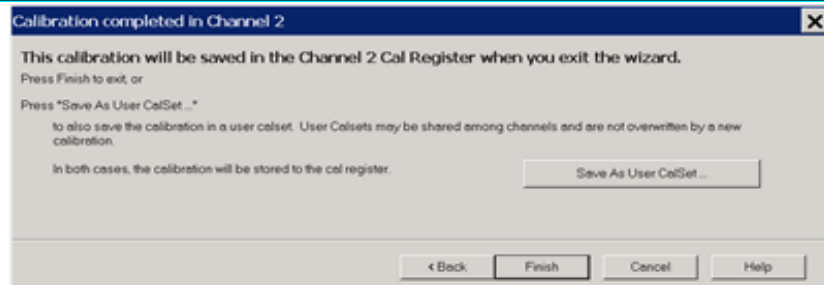 Calibration completed in Channel 2
This calibration will be saved in the Channel 2 Cal Register when you exit the wizard.
Press Finish to exit, or
Press "Save As User CalSet ..."
to also save the calibration in a user calset. User Calsets may be shared among channels and are not overwritten by a new
calibration.
In both cases, the calibration will be stored to the cal register.
Save As User CalSet ...
< Back
Finish
Cancel
Help